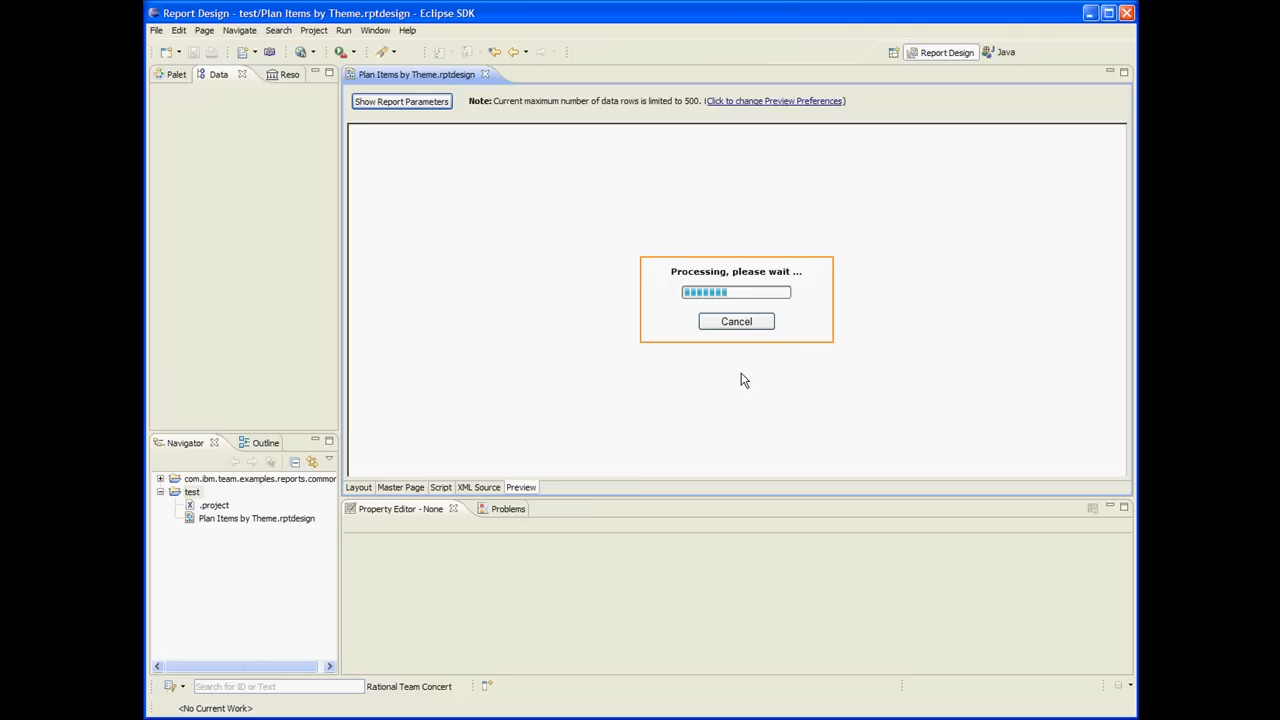 Report Design - test/Plan Items by Theme.rptdesign - Eclipse SDK
File Edit Page Navigate Search Project Run Window Help
Report Design Java
Palet Data Reso
Plan Items by Theme.rptdesign
Show Report Parameters
Note: Current maximum number of data rows is limited to 500. (Click to change Preview Preferences)
Processing, please wait ...
Cancel
Navigator Outline
com.ibm.team.examples.reports.common
test
.project
Plan Items by Theme.rptdesign
Layout Master Page Script XML Source Preview
Property Editor - None Problems
Search for ID or Text
Rational Team Concert
<No Current Work>